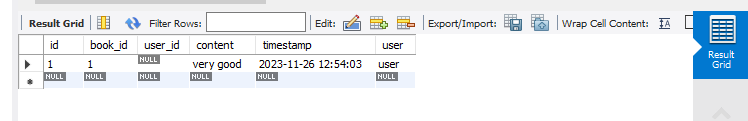 Result Grid Filter Rows: Edit: Export/Import: Wrap Cell Content: IA
id book_id user_id content timestamp user
1 1 NULL very good 2023-11-26 12:54:03 user
NULL NULL NULL NULL NULL NULL
Result
Grid